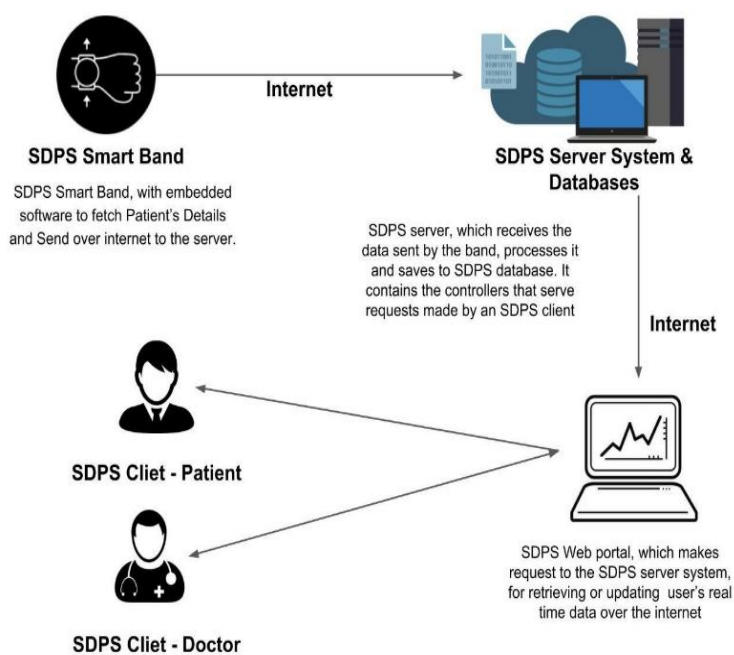 Internet
SDPS Smart Band
SDPS Smart Band, with embedded
software to fetch Patient's Details
and Send over internet to the server.
SDPS Server System &
Databases
SDPS server, which receives the
data sent by the band, processes it
and saves to SDPS database. It
contains the controllers that serve
requests made by an SDPS client
Internet
SDPS Cliet - Patient
SDPS Cliet - Doctor
SDPS Web portal, which makes
request to the SDPS server system,
for retrieving or updating user's real
time data over the internet